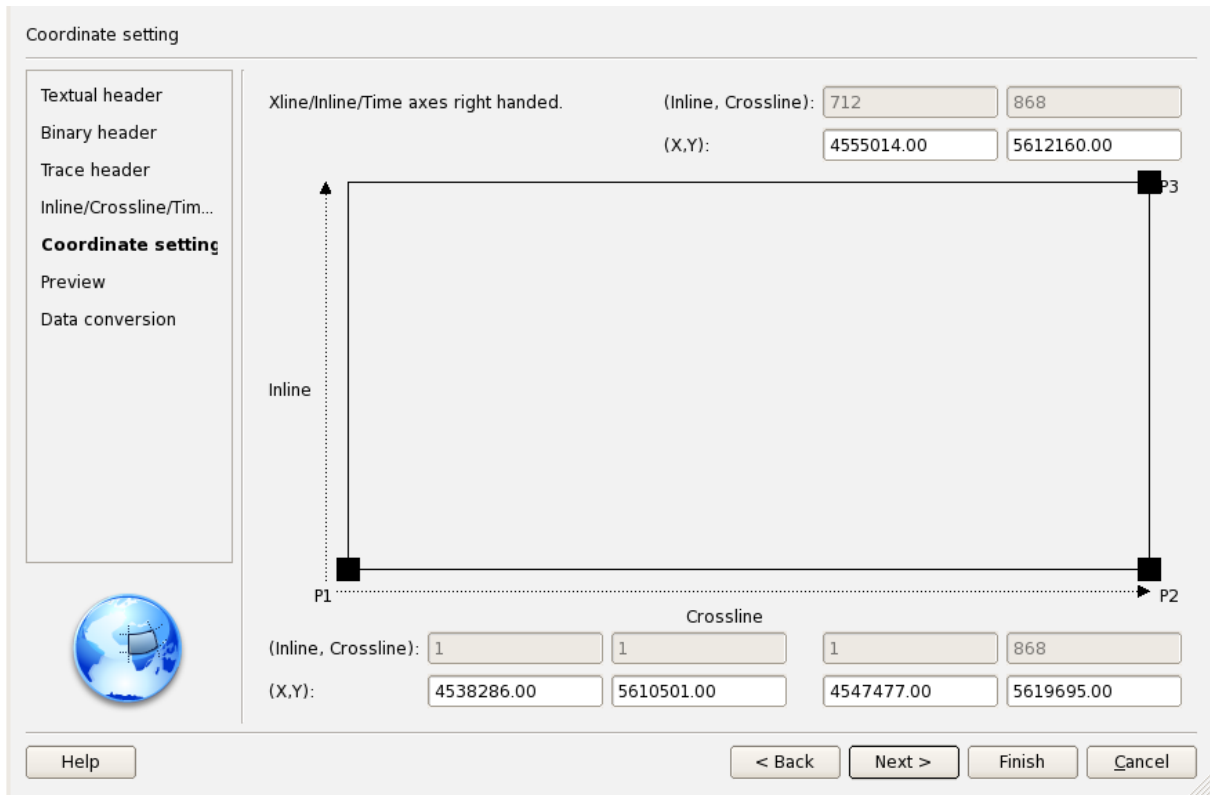 Coordinate setting
Textual header
Binary header
Trace header
Inline/Crossline/Tim...
Coordinate setting
Preview
Data conversion
Xline/Inline/Time axes right handed.
(Inline, Crossline): 712 868
(X,Y): 4555014.00 5612160.00
P3
Inline
P1
P2
Crossline
(Inline, Crossline): 1 1 1 868
(X,Y): 4538286.00 5610501.00 4547477.00 5619695.00
Help
< Back Next > Finish Cancel